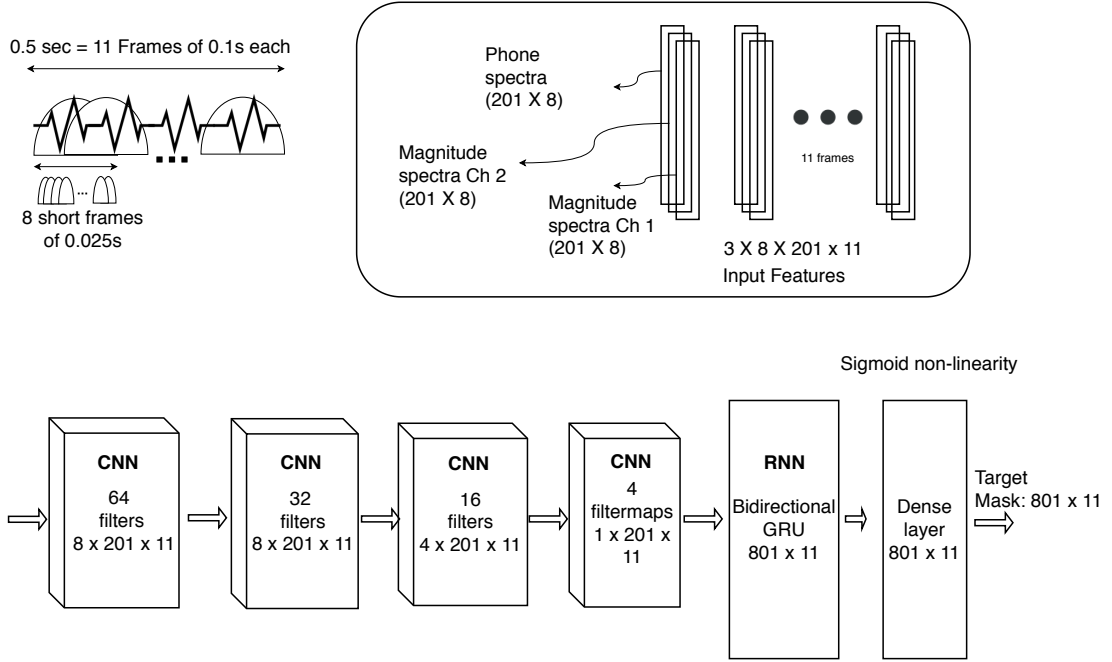 0.5 sec = 11 Frames of 0.1s each
...
8 short frames
of 0.025s
Phone
spectra
(201 X 8)
Magnitude
spectra Ch 2
(201 X 8)
Magnitude
spectra Ch 1
(201 X 8)
11 frames
3 X 8 X 201 x 11
Input Features
CNN
64
filters
8 x 201 x 11
CNN
32
filters
8 x 201 x 11
CNN
16
filters
4 x 201 x 11
CNN
4
filtermaps
1 x 201 x
11
RNN
Bidirectional
GRU
801 x 11
Sigmoid non-linearity
Dense
layer
801 x 11
Target
Mask: 801 x 11